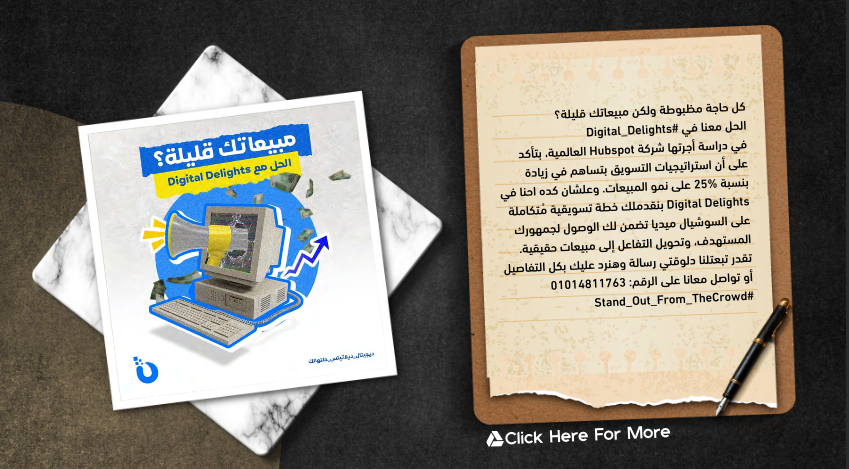 مبيعاتك قليلة؟
الحل مع Digital Delights
كل حاجة مظبوطة ولكن مبيعاتك قليلة؟
الحل معنا في #Digital_Delights
في دراسة أجرتها شركة Hubspot العالمية، بتأكد
على أن استراتيجيات التسويق بتساهم في زيادة
بنسبة 25% على نمو المبيعات. وعلشان كده احنا في
Digital Delights بنقدملك خطة تسويقية مُتكاملة
على السوشيال ميديا تضمن لك الوصول لجمهورك
المستهدف، وتحويل التفاعل إلى مبيعات حقيقية.
تقدر تبعتلنا دلوقتي رسالة وهنرد عليك بكل التفاصيل
أو تواصل معانا على الرقم: 01014811763
#Stand_Out_From_TheCrowd
Click Here For More